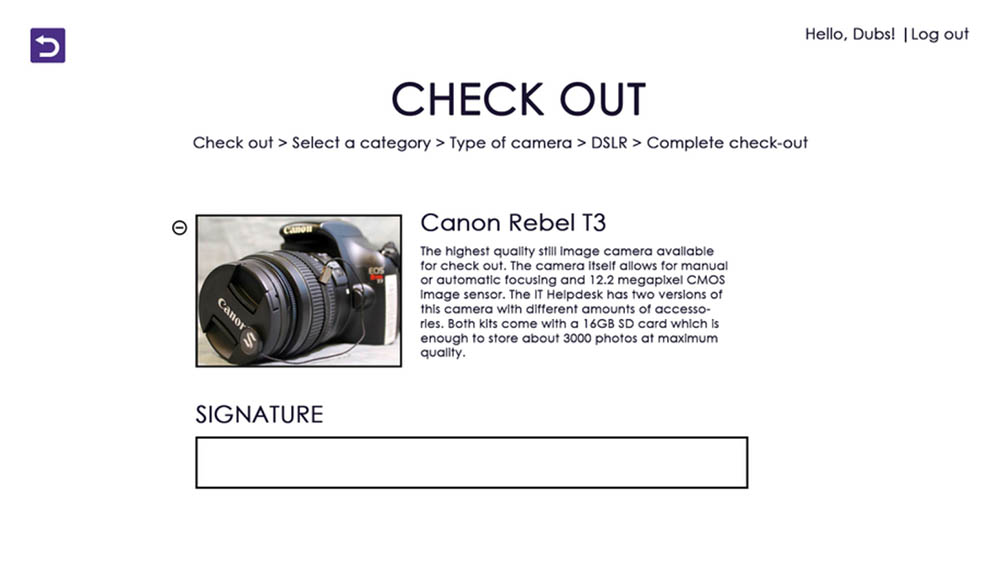 Hello, Dubs! | Log out
CHECK OUT
Check out > Select a category > Type of camera > DSLR > Complete check-out
Canon Rebel T3
The highest quality still image camera available
for check out. The camera itself allows for manual
or automatic focusing and 12.2 megapixel CMOS
image sensor. The IT Helpdesk has two versions of
this camera with different amounts of accesso-
ries. Both kits come with a 16GB SD card which is
enough to store about 3000 photos at maximum
quality.
Canon
EOS
Canon
SIGNATURE